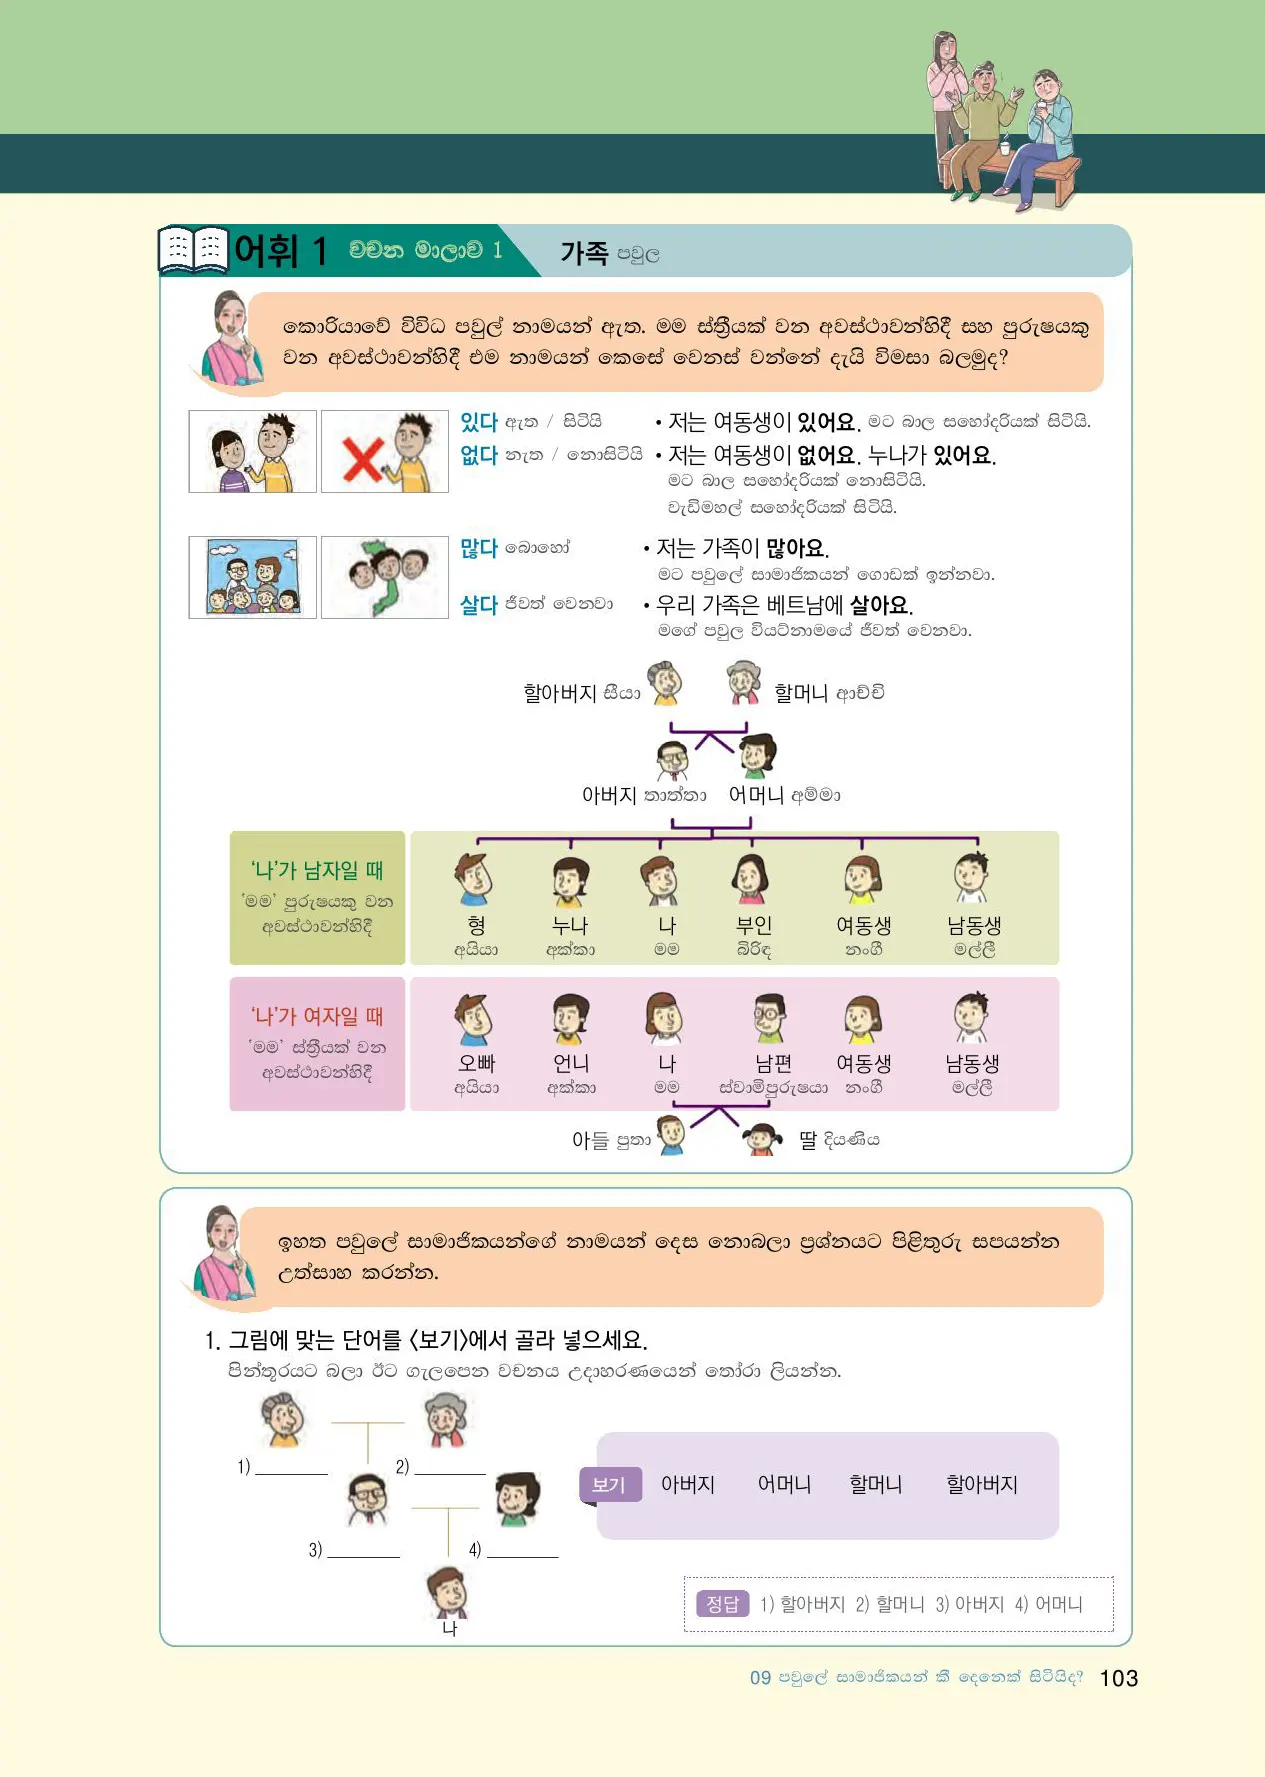 어휘 1 වචන මාලාව 1 가족 පවුල
කොරියාවේ විවිධ පවුල් නාමයන් ඇත. මම ස්ත්‍රීයක් වන අවස්ථාවන්හිදී සහ පුරුෂයකු
වන අවස්ථාවන්හිදී එම නාමයන් කෙසේ වෙනස් වන්නේ දැයි විමසා බලමුද?
있다 ඇත / සිටියි • 저는 여동생이 있어요. මට බාල සහෝදරියක් සිටියි.
없다 නැත / නොසිටියි • 저는 여동생이 없어요. 누나가 있어요.
මට බාල සහෝදරියක් නොසිටියි.
වැඩිමහල් සහෝදරියක් සිටියි.
많다 බොහෝ • 저는 가족이 많아요.
මට පවුලේ සාමාජිකයන් ගොඩක් ඉන්නවා.
살다 ජීවත් වෙනවා • 우리 가족은 베트남에 살아요.
මගේ පවුල වියට්නාමයේ ජීවත් වෙනවා.
할아버지 සීයා 할머니 ආච්චි
아버지 තාත්තා 어머니 අම්මා
‘나’가 남자일 때
‘මම’ පුරුෂයකු වන
අවස්ථාවන්හිදී
형 누나 나 부인 여동생 남동생
අයියා අක්කා මම බිරිඳ නංගී මල්ලී
‘나’가 여자일 때
‘මම’ ස්ත්‍රීයක් වන
අවස්ථාවන්හිදී
오빠 언니 나 남편 여동생 남동생
අයියා අක්කා මම ස්වාමිපුරුෂයා නංගී මල්ලී
아들 පුතා 딸 දියණිය
ඉහත පවුලේ සාමාජිකයන්ගේ නාමයන් දෙස නොබලා ප්‍රශ්නයට පිළිතුරු සපයන්න
උත්සාහ කරන්න.
1. 그림에 맞는 단어를 〈보기〉에서 골라 넣으세요.
පින්තූරයට බලා ඊට ගැලපෙන වචනය උදාහරණයෙන් තෝරා ලියන්න.
1) ________ 2) ________
보기 아버지 어머니 할머니 할아버지
3) ________ 4) ________
나
정답 1) 할아버지 2) 할머니 3) 아버지 4) 어머니
09 පවුලේ සාමාජිකයන් කී දෙනෙක් සිටියිද? 103